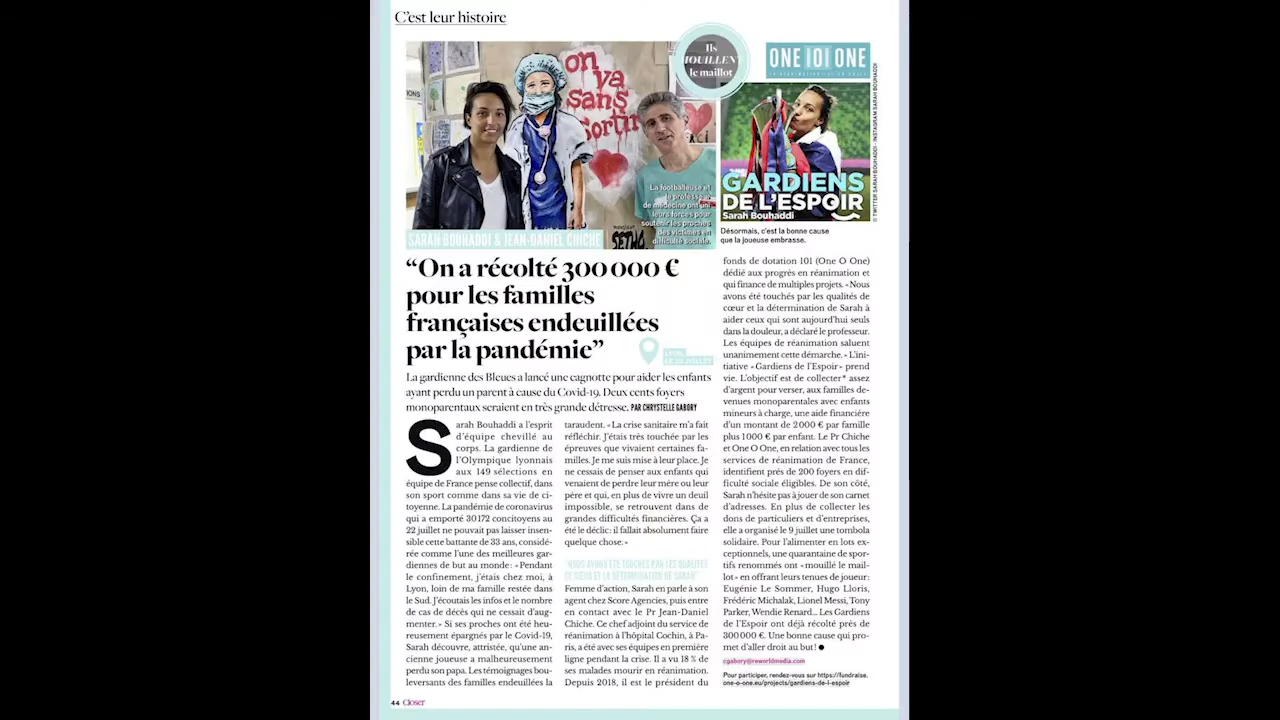 C'est leur histoire
on
va
sans
sortir
Ils
MOUILLENT
le maillot
ONE IOI ONE
© TWITTER SARAH BOUHADDI - INSTAGRAM SARAH BOUHADDI
GARDIENS
DE L'ESPOIR
Sarah Bouhaddi
La footballeuse et
le professeur
de médecine ont uni
leurs forces pour
soutenir les proches
des victimes en
difficulté sociale.
SARAH BOUHADDI & JEAN-DANIEL CHICHE
Désormais, c'est la bonne cause
que la joueuse embrasse.
“On a récolté 300 000 €
pour les familles
françaises endeuillées
par la pandémie”
LYON,
La gardienne des Bleues a lancé une cagnotte pour aider les enfants
ayant perdu un parent à cause du Covid-19. Deux cents foyers
monoparentaux seraient en très grande détresse. PAR CHRYSTELLE GABORY
Sarah Bouhaddi a l'esprit
d'équipe chevillé au
corps. La gardienne de
l'Olympique lyonnais
aux 149 sélections en
équipe de France pense collectif, dans
son sport comme dans sa vie de ci-
toyenne. La pandémie de coronavirus
qui a emporté 30 172 concitoyens au
22 juillet ne pouvait pas laisser insen-
sible cette battante de 33 ans, considé-
rée comme l'une des meilleures gar-
diennes de but au monde : « Pendant
le confinement, j'étais chez moi, à
Lyon, loin de ma famille restée dans
le Sud. J'écoutais les infos et le nombre
de cas de décès qui ne cessait d'aug-
menter. » Si ses proches ont été heu-
reusement épargnés par le Covid-19,
Sarah découvre, attristée, qu'une an-
cienne joueuse a malheureusement
perdu son papa. Les témoignages bou-
leversants des familles endeuillées la
taraudent. « La crise sanitaire m'a fait
réfléchir. J'étais très touchée par les
épreuves que vivaient certaines fa-
milles. Je me suis mise à leur place. Je
ne cessais de penser aux enfants qui
venaient de perdre leur mère ou leur
père et qui, en plus de vivre un deuil
impossible, se retrouvent dans de
grandes difficultés financières. Ça a
été le déclic : il fallait absolument faire
quelque chose. »
“NOUS AVONS ÉTÉ TOUCHÉS PAR LES QUALITÉS
DE CŒUR ET LA DÉTERMINATION DE SARAH”
Femme d'action, Sarah en parle à son
agent chez Score Agencies, puis entre
en contact avec le Pr Jean-Daniel
Chiche. Ce chef adjoint du service de
réanimation à l'hôpital Cochin, à Pa-
ris, a été avec ses équipes en première
ligne pendant la crise. Il a vu 18 % de
ses malades mourir en réanimation.
Depuis 2018, il est le président du
fonds de dotation 101 (One O One)
dédié aux progrès en réanimation et
qui finance de multiples projets. « Nous
avons été touchés par les qualités de
cœur et la détermination de Sarah à
aider ceux qui sont aujourd'hui seuls
dans la douleur, a déclaré le professeur.
Les équipes de réanimation saluent
unanimement cette démarche. » L'ini-
tiative « Gardiens de l'Espoir » prend
vie. L'objectif est de collecter* assez
d'argent pour verser, aux familles de-
venues monoparentales avec enfants
mineurs à charge, une aide financière
d'un montant de 2 000 € par famille
plus 1 000 € par enfant. Le Pr Chiche
et One O One, en relation avec tous les
services de réanimation de France,
identifient près de 200 foyers en dif-
ficulté sociale éligibles. De son côté,
Sarah n'hésite pas à jouer de son carnet
d'adresses. En plus de collecter les
dons de particuliers et d'entreprises,
elle a organisé le 9 juillet une tombola
solidaire. Pour l'alimenter en lots ex-
ceptionnels, une quarantaine de spor-
tifs renommés ont « mouillé le mail-
lot » en offrant leurs tenues de joueur :
Eugénie Le Sommer, Hugo Lloris,
Frédéric Michalak, Lionel Messi, Tony
Parker, Wendie Renard... Les Gardiens
de l'Espoir ont déjà récolté près de
300 000 €. Une bonne cause qui pro-
met d'aller droit au but ! ●
cgabory@reworldmedia.com
Pour participer, rendez-vous sur https://fundraise.
one-o-one.eu/projects/gardiens-de-l-espoir
44 Closer